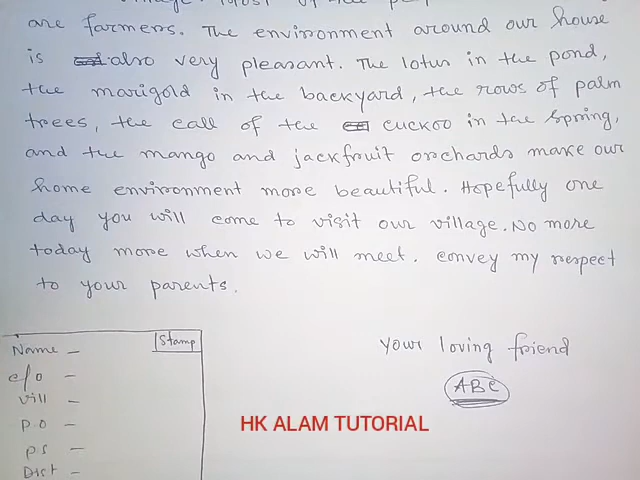 are farmers. The environment around our house
is also very pleasant. The lotus in the pond,
the marigold in the backyard, the rows of palm
trees, the call of the cuckoo in the spring,
and the mango and jackfruit orchards make our
home environment more beautiful. Hopefully one
day you will come to visit our village. No more
today more when we will meet. convey my respect
to your parents.
Your loving friend
ABC
Stamp
Name -
c/o -
vill -
P.O -
PS -
Dist -
HK ALAM TUTORIAL